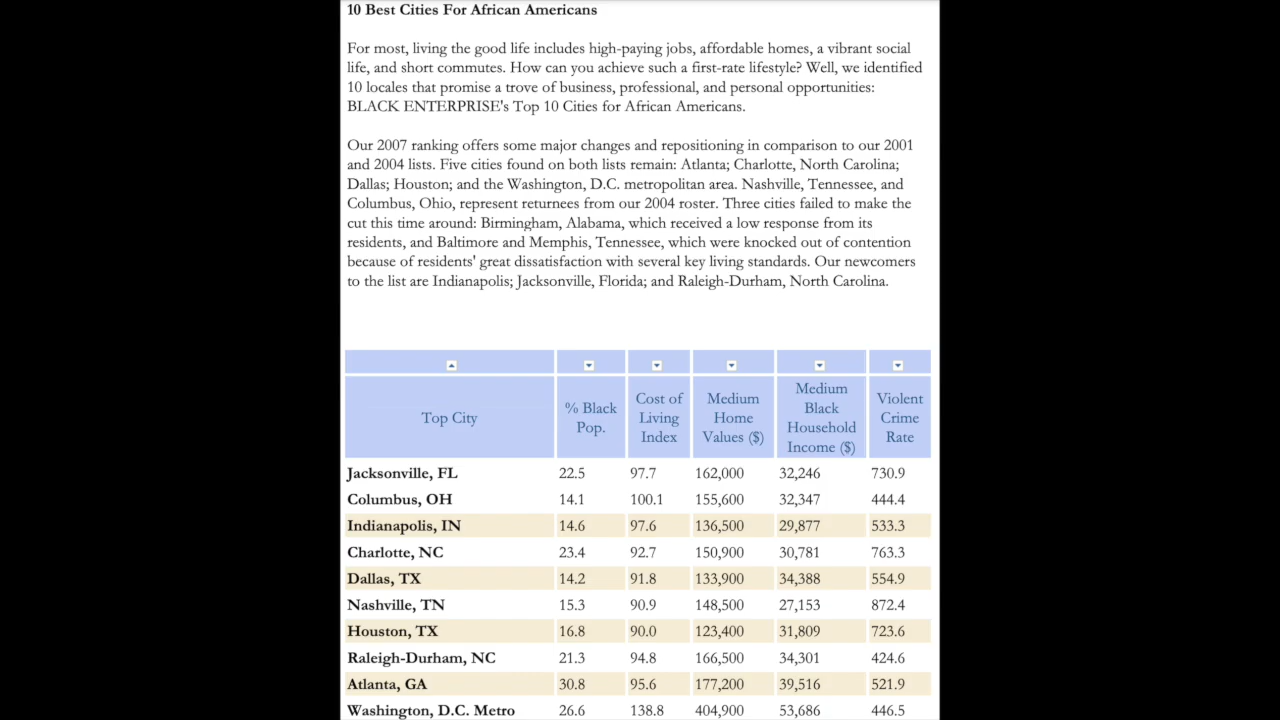 10 Best Cities For African Americans
For most, living the good life includes high-paying jobs, affordable homes, a vibrant social
life, and short commutes. How can you achieve such a first-rate lifestyle? Well, we identified
10 locales that promise a trove of business, professional, and personal opportunities:
BLACK ENTERPRISE's Top 10 Cities for African Americans.
Our 2007 ranking offers some major changes and repositioning in comparison to our 2001
and 2004 lists. Five cities found on both lists remain: Atlanta; Charlotte, North Carolina;
Dallas; Houston; and the Washington, D.C. metropolitan area. Nashville, Tennessee, and
Columbus, Ohio, represent returnees from our 2004 roster. Three cities failed to make the
cut this time around: Birmingham, Alabama, which received a low response from its
residents, and Baltimore and Memphis, Tennessee, which were knocked out of contention
because of residents' great dissatisfaction with several key living standards. Our newcomers
to the list are Indianapolis; Jacksonville, Florida; and Raleigh-Durham, North Carolina.
Top City % Black Pop. Cost of Living Index Medium Home Values ($) Medium Black Household Income ($) Violent Crime Rate
Jacksonville, FL 22.5 97.7 162,000 32,246 730.9
Columbus, OH 14.1 100.1 155,600 32,347 444.4
Indianapolis, IN 14.6 97.6 136,500 29,877 533.3
Charlotte, NC 23.4 92.7 150,900 30,781 763.3
Dallas, TX 14.2 91.8 133,900 34,388 554.9
Nashville, TN 15.3 90.9 148,500 27,153 872.4
Houston, TX 16.8 90.0 123,400 31,809 723.6
Raleigh-Durham, NC 21.3 94.8 166,500 34,301 424.6
Atlanta, GA 30.8 95.6 177,200 39,516 521.9
Washington, D.C. Metro 26.6 138.8 404,900 53,686 446.5